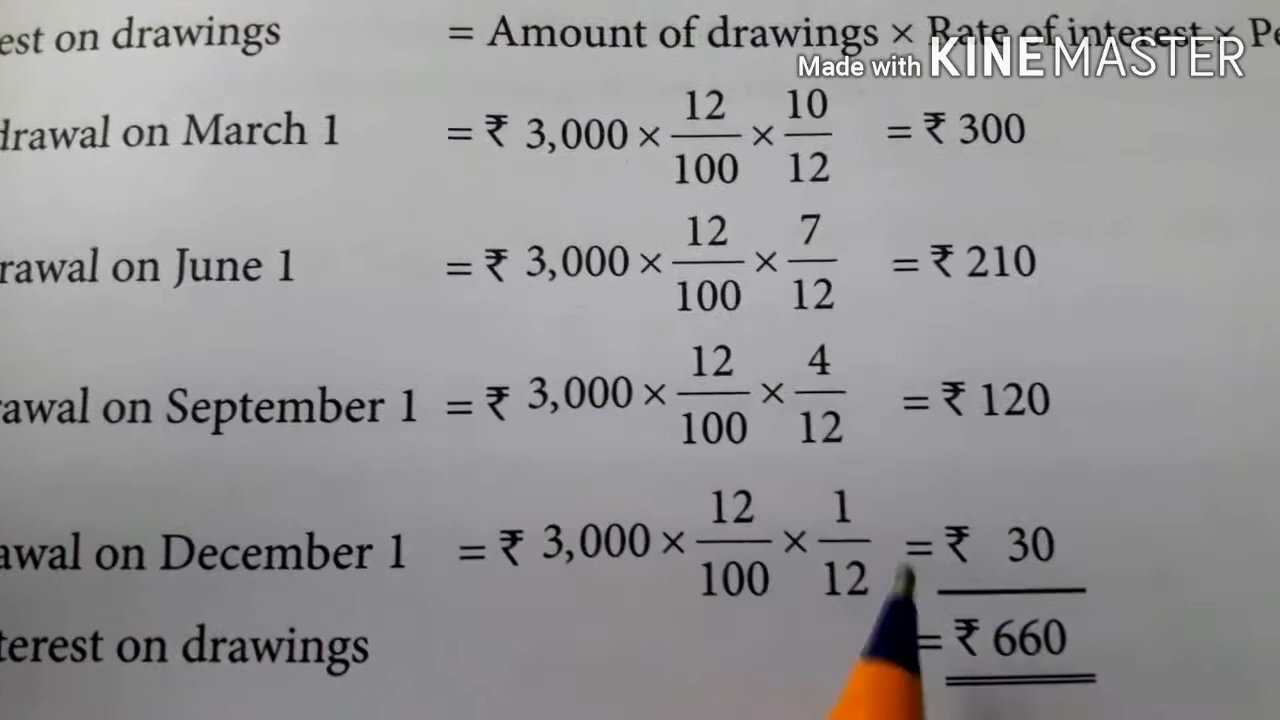 est on drawings = Amount of drawings × Rate of interest × Pe
Made with KINEMASTER
drawal on March 1 = ₹ 3,000 × 12/100 × 10/12 = ₹ 300
rawal on June 1 = ₹ 3,000 × 12/100 × 7/12 = ₹ 210
rawal on September 1 = ₹ 3,000 × 12/100 × 4/12 = ₹ 120
awal on December 1 = ₹ 3,000 × 12/100 × 1/12 = ₹ 30
terest on drawings = ₹ 660